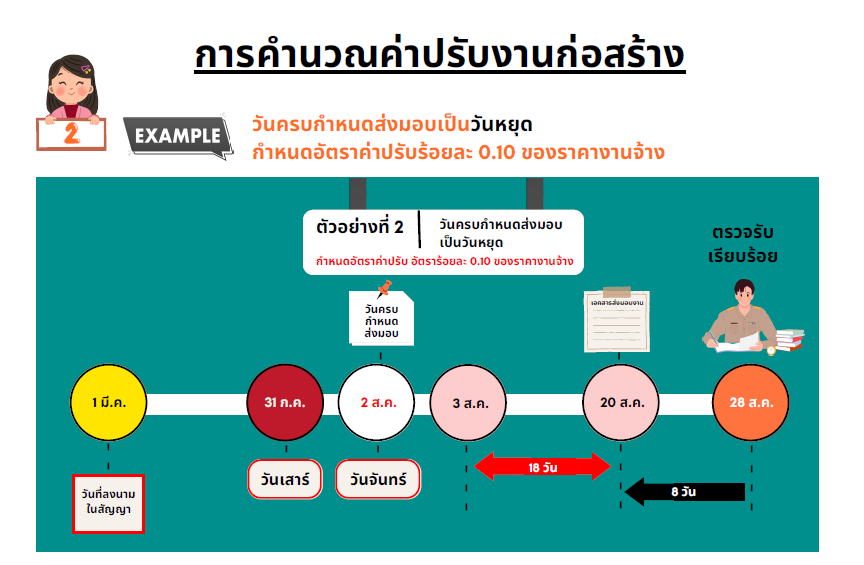 การคำนวณค่าปรับงานก่อสร้าง
2
EXAMPLE
วันครบกำหนดส่งมอบเป็นวันหยุด
กำหนดอัตราค่าปรับร้อยละ 0.10 ของราคางานจ้าง
ตัวอย่างที่ 2
วันครบกำหนดส่งมอบ
เป็นวันหยุด
กำหนดอัตราค่าปรับ อัตราร้อยละ 0.10 ของราคางานจ้าง
ตรวจรับ
เรียบร้อย
วันครบ
กำหนด
ส่งมอบ
เอกสารส่งมอบงาน
1 มี.ค.
31 ก.ค.
2 ส.ค.
3 ส.ค.
20 ส.ค.
28 ส.ค.
วันเสาร์
วันจันทร์
18 วัน
8 วัน
วันที่ลงนาม
ในสัญญา